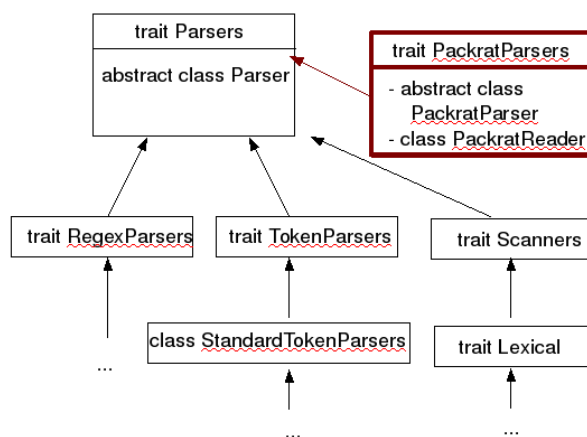 trait Parsers
abstract class Parser
trait PackratParsers
- abstract class
PackratParser
- class PackratReader
trait RegexParsers
trait TokenParsers
trait Scanners
class StandardTokenParsers
trait Lexical
...
...
...